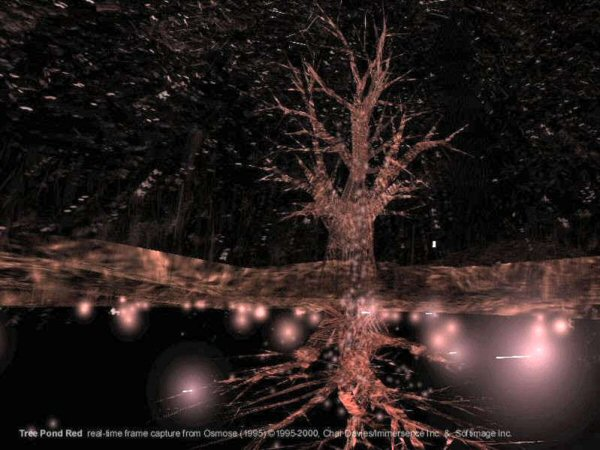 Tree Pond Red real-time frame capture from Osmose (1995) ©1995-2000, Char Davies/Immersence Inc. & Softimage Inc.